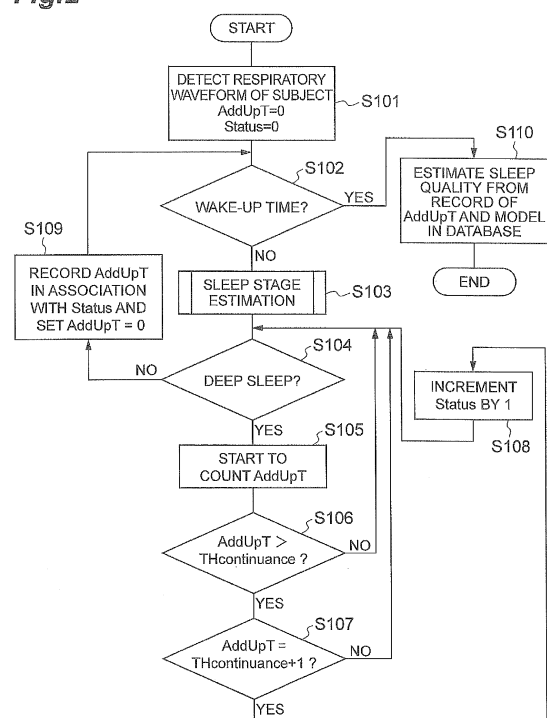 Fig.2
START
DETECT RESPIRATORY
WAVEFORM OF SUBJECT
AddUpT=0
Status=0
S101
S102
WAKE-UP TIME?
YES
NO
S110
ESTIMATE SLEEP
QUALITY FROM
RECORD OF
AddUpT AND MODEL
IN DATABASE
END
S109
RECORD AddUpT
IN ASSOCIATION
WITH Status AND
SET AddUpT = 0
SLEEP STAGE
ESTIMATION
S103
S104
DEEP SLEEP?
NO
YES
INCREMENT
Status BY 1
S108
S105
START TO
COUNT AddUpT
S106
AddUpT >
THcontinuance ?
NO
YES
S107
AddUpT =
THcontinuance+1 ?
NO
YES